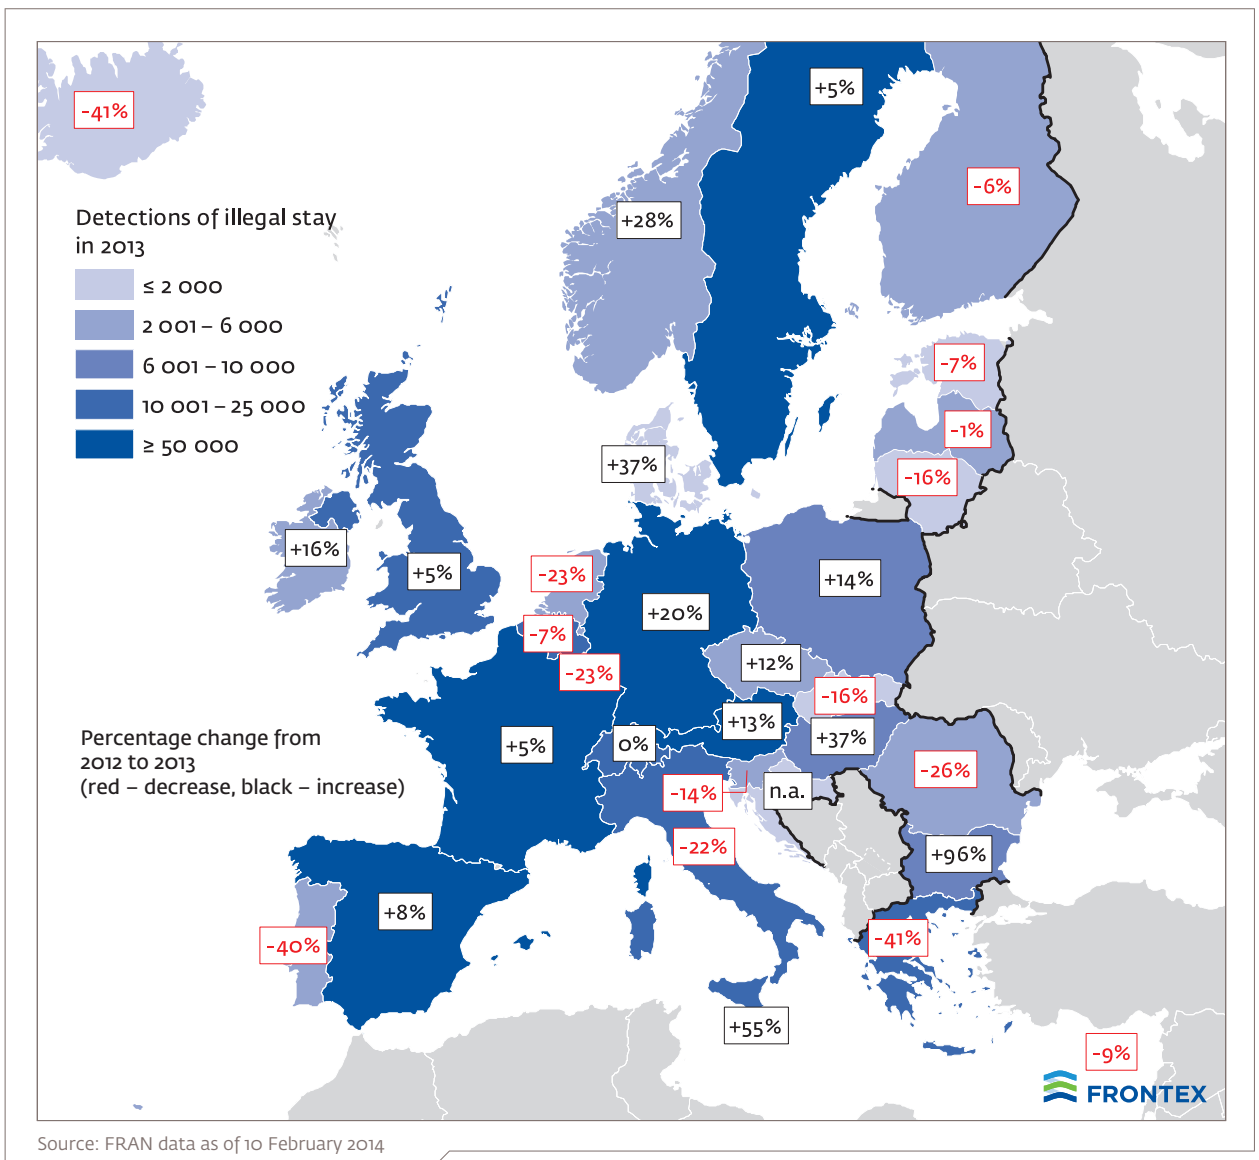 -41%
+5%
-6%
Detections of illegal stay
in 2013
≤ 2 000
2 001 – 6 000
6 001 – 10 000
10 001 – 25 000
≥ 50 000
+28%
-7%
-1%
-16%
+37%
+16%
+5%
-23%
-7%
-23%
+20%
+14%
+12%
-16%
+13%
+37%
0%
+5%
Percentage change from
2012 to 2013
(red – decrease, black – increase)
-14%
n.a.
-26%
-22%
+96%
+8%
-40%
-41%
+55%
-9%
FRONTEX
Source: FRAN data as of 10 February 2014